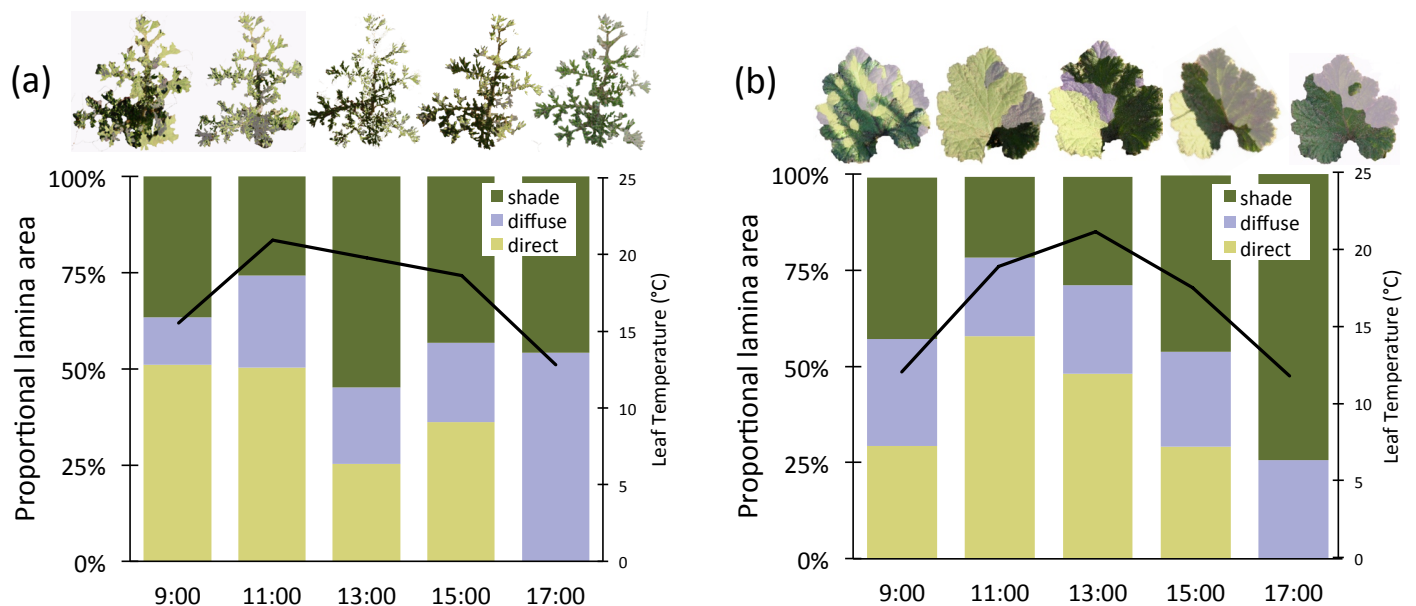 (a)
Proportional lamina area
100%
75%
50%
25%
0%
shade
diffuse
direct
25
20
15
10
5
0
Leaf Temperature (°C)
9:00 11:00 13:00 15:00 17:00
(b)
Proportional lamina area
100%
75%
50%
25%
0%
shade
diffuse
direct
25
20
15
10
5
0
Leaf Temperature (°C)
9:00 11:00 13:00 15:00 17:00